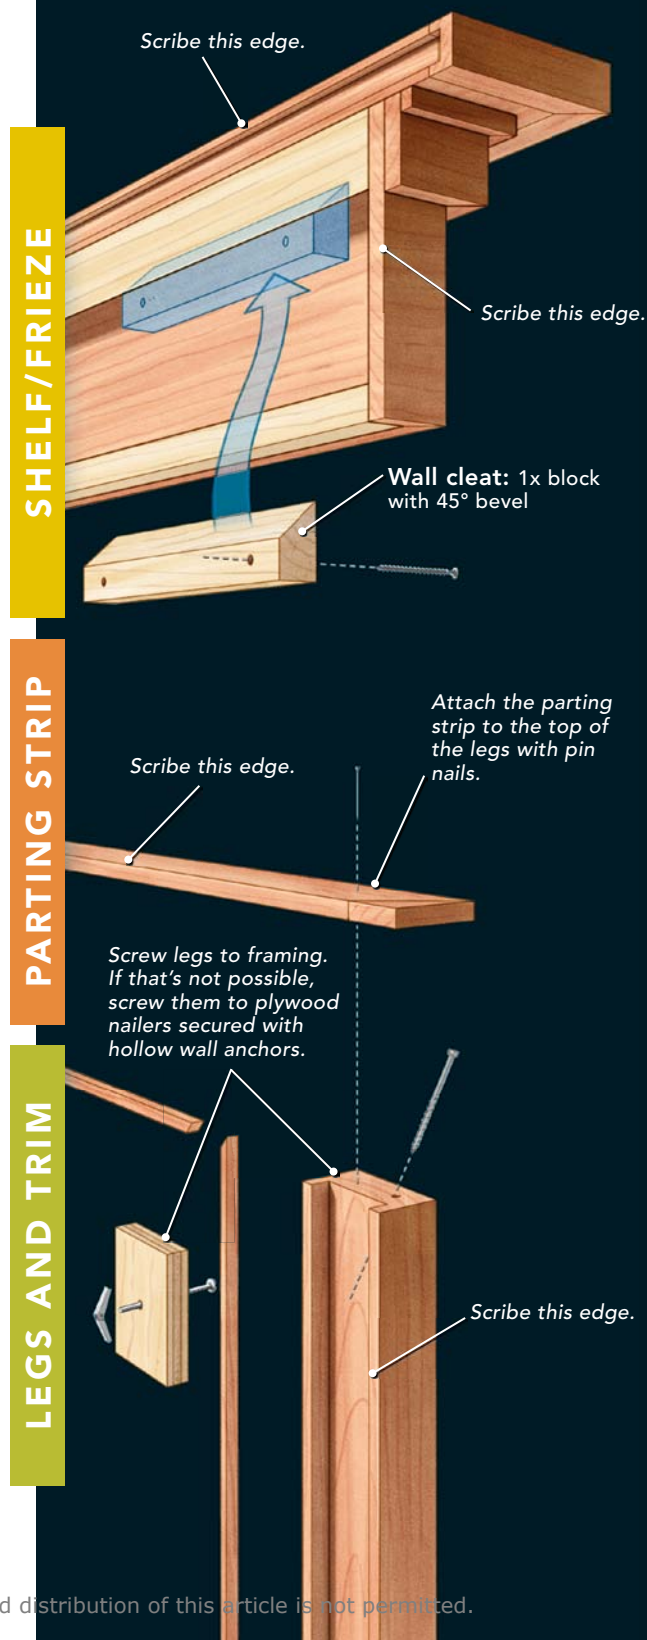 Scribe this edge.
SHELF/FRIEZE
Scribe this edge.
Wall cleat: 1x block
with 45° bevel
PARTING STRIP
Attach the parting
strip to the top of
the legs with pin
nails.
Scribe this edge.
Screw legs to framing.
If that's not possible,
screw them to plywood
nailers secured with
hollow wall anchors.
LEGS AND TRIM
Scribe this edge.
d distribution of this article is not permitted.